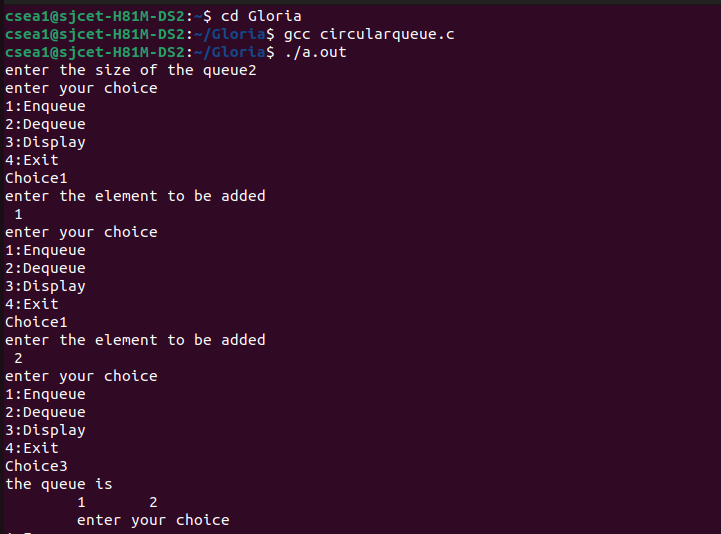 csea1@sjcet-H81M-DS2:~$ cd Gloria
csea1@sjcet-H81M-DS2:~/Gloria$ gcc circularqueue.c
csea1@sjcet-H81M-DS2:~/Gloria$ ./a.out
enter the size of the queue2
enter your choice
1:Enqueue
2:Dequeue
3:Display
4:Exit
Choice1
enter the element to be added
 1
enter your choice
1:Enqueue
2:Dequeue
3:Display
4:Exit
Choice1
enter the element to be added
 2
enter your choice
1:Enqueue
2:Dequeue
3:Display
4:Exit
Choice3
the queue is
        1       2
        enter your choice